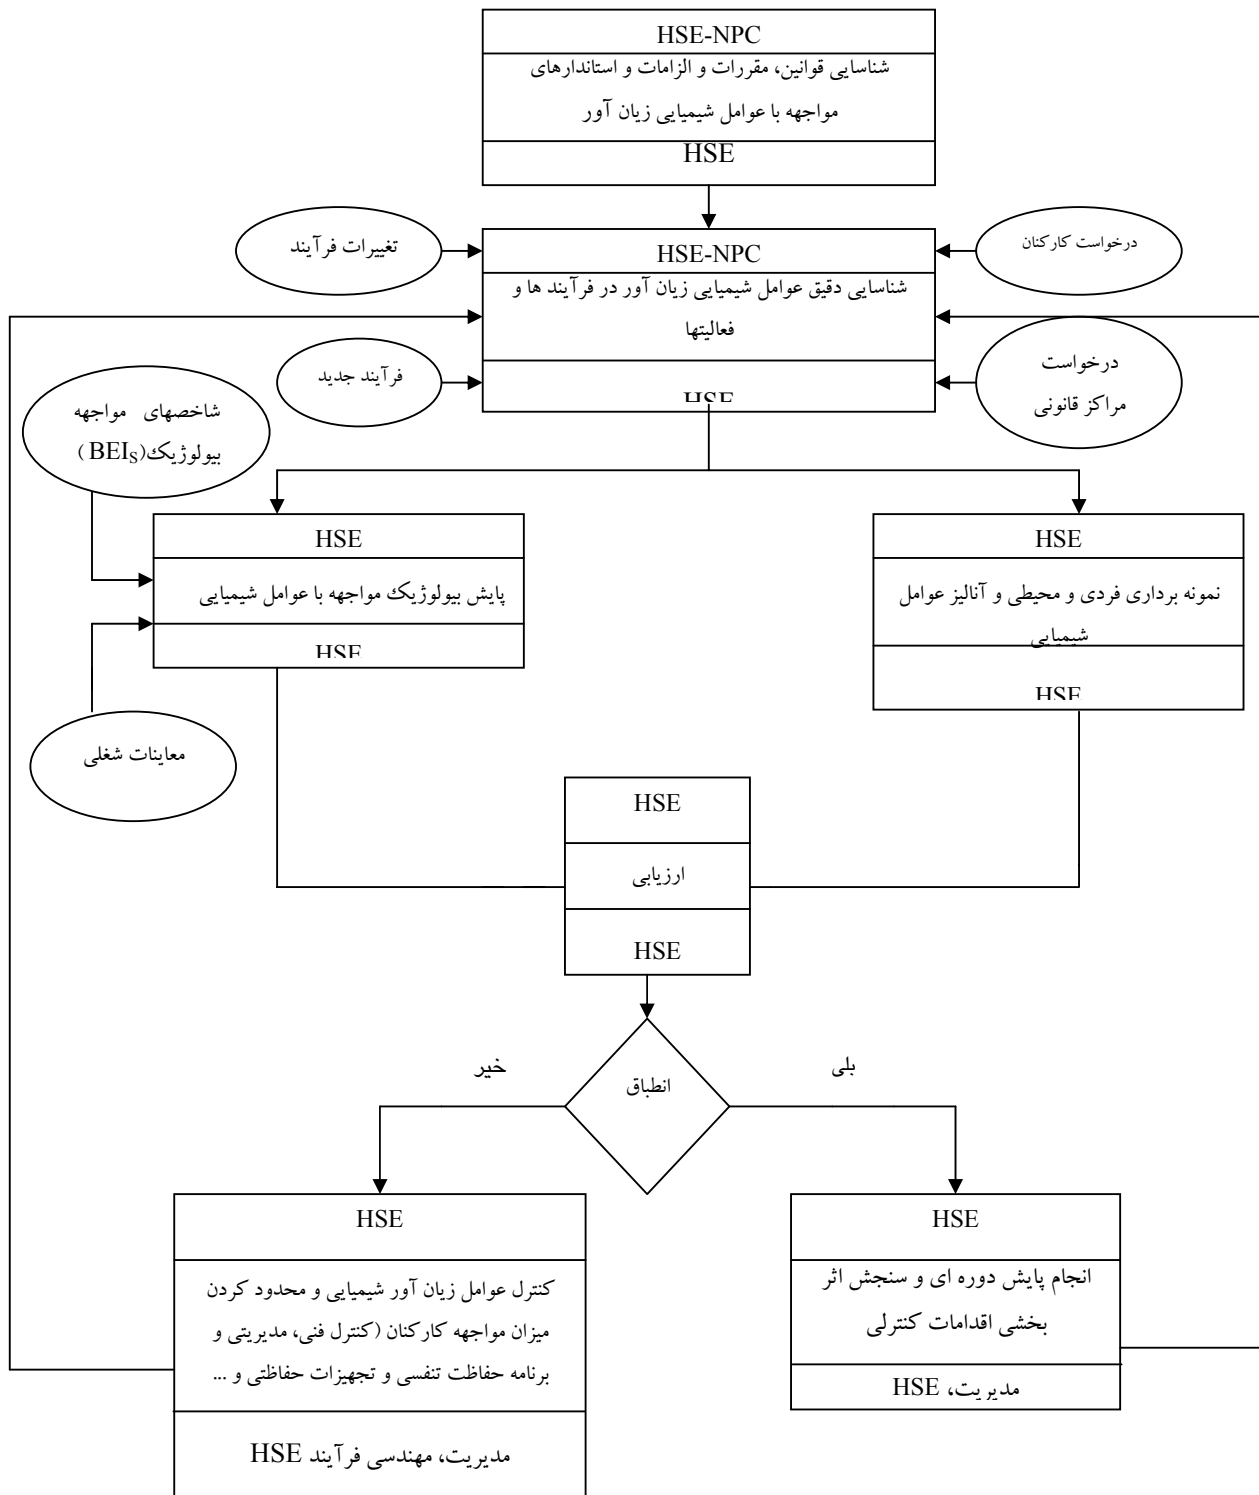 HSE-NPC
شناسایی قوانین، مقررات و الزامات و استاندارهای
مواجهه با عوامل شیمیایی زیان آور
HSE
تغییرات فرآیند
درخواست کارکنان
HSE-NPC
شناسایی دقیق عوامل شیمیایی زیان آور در فرآیند ها و
فعالیتها
HSE
فرآیند جدید
درخواست
مراکز قانونی
شاخصهای مواجهه
بیولوژیک(BEIS)
HSE
پایش بیولوژیک مواجهه با عوامل شیمیایی
HSE
HSE
نمونه برداری فردی و محیطی و آنالیز عوامل
شیمیایی
HSE
معاینات شغلی
HSE
ارزیابی
HSE
انطباق
خیر
بلی
HSE
کنترل عوامل زیان آور شیمیایی و محدود کردن
میزان مواجهه کارکنان (کنترل فنی، مدیریتی و
برنامه حفاظت تنفسی و تجهیزات حفاظتی و ...
مدیریت، مهندسی فرآیند HSE
HSE
انجام پایش دوره ای و سنجش اثر
بخشی اقدامات کنترلی
مدیریت، HSE